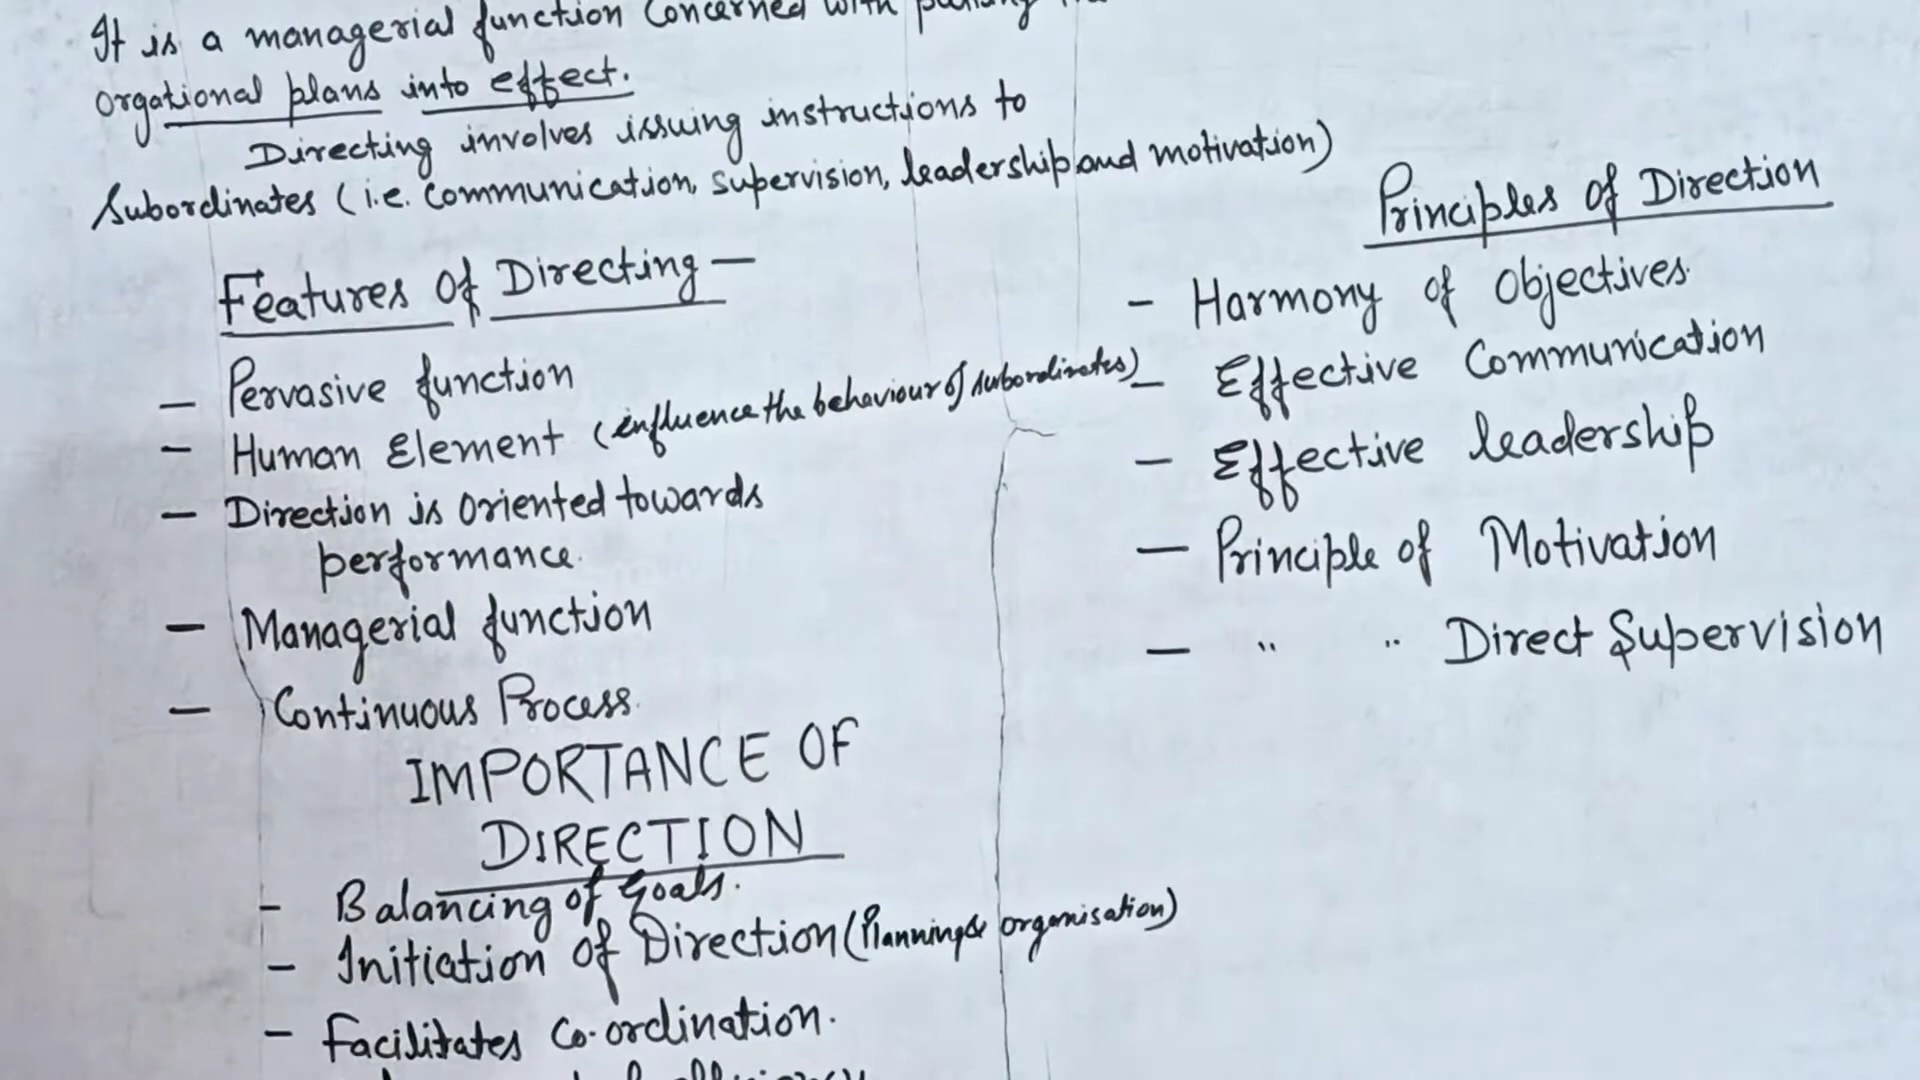 It is a managerial function Concerned with
orgational plans into effect.
Directing involves issuing instructions to
Subordinates (i.e. Communication, supervision, leadership and motivation)
Features of Directing —
— Pervasive function
— Human Element (influence the behaviour of subordinates)
— Direction is oriented towards
performance.
— Managerial function
— Continuous Process.
IMPORTANCE OF
DIRECTION
- Balancing of Goals.
- Initiation of Direction (Planning & organisation)
- Facilitates Co-ordination.
Principles of Direction
- Harmony of Objectives.
- Effective Communication
— Effective leadership
— Principle of Motivation
— " " Direct Supervision